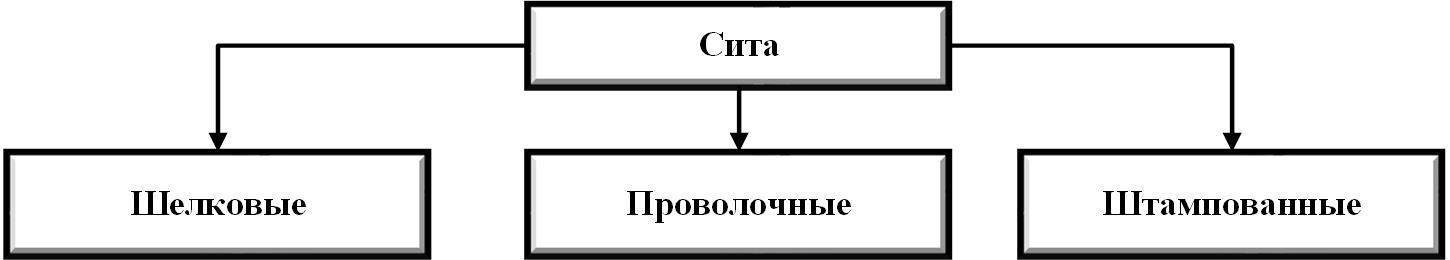 Сита
Шелковые
Проволочные
Штампованные